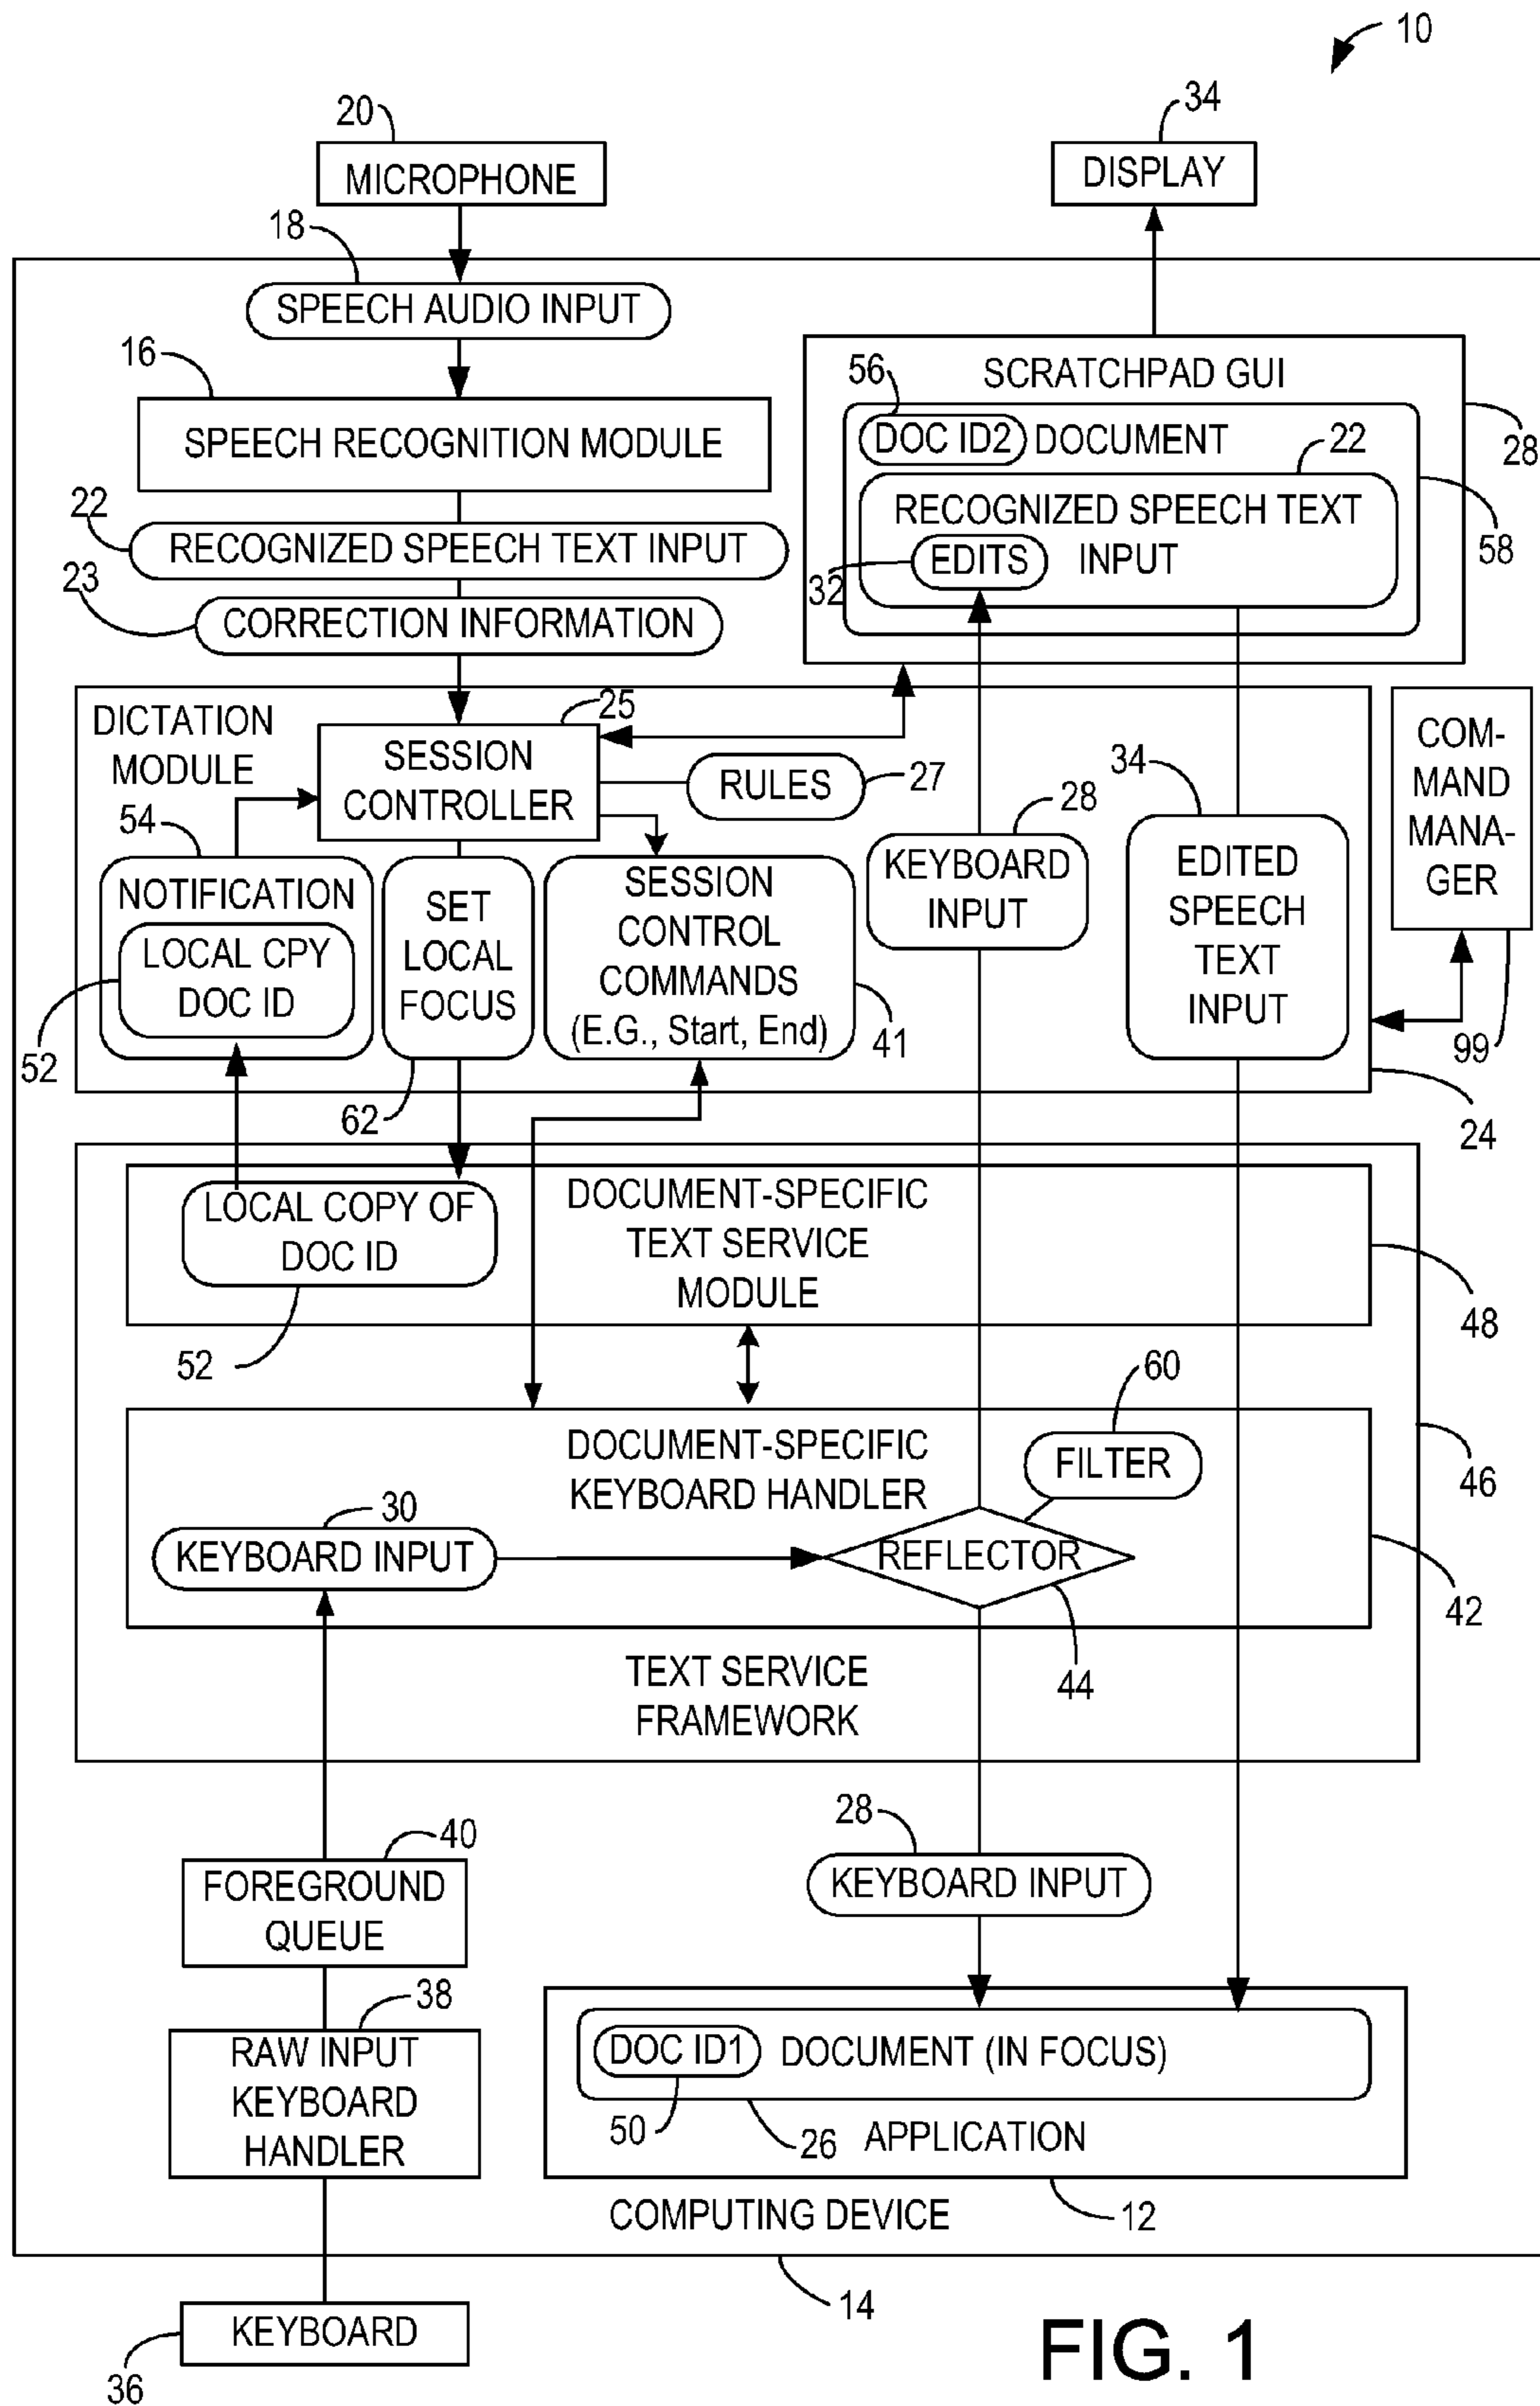 10
20
34
MICROPHONE
DISPLAY
18
SPEECH AUDIO INPUT
16
SCRATCHPAD GUI
56
28
DOC ID2 DOCUMENT
22
SPEECH RECOGNITION MODULE
RECOGNIZED SPEECH TEXT
INPUT
58
22
RECOGNIZED SPEECH TEXT INPUT
EDITS
32
23
CORRECTION INFORMATION
DICTATION
MODULE
25
SESSION
CONTROLLER
RULES
27
34
COM-
MAND
MANA-
GER
99
54
NOTIFICATION
LOCAL CPY
DOC ID
52
SET
LOCAL
FOCUS
62
SESSION
CONTROL
COMMANDS
(E.G., Start, End)
41
28
KEYBOARD
INPUT
EDITED
SPEECH
TEXT
INPUT
24
LOCAL COPY OF
DOC ID
52
DOCUMENT-SPECIFIC
TEXT SERVICE
MODULE
48
60
DOCUMENT-SPECIFIC
KEYBOARD HANDLER
FILTER
46
30
KEYBOARD INPUT
REFLECTOR
42
44
TEXT SERVICE
FRAMEWORK
40
FOREGROUND
QUEUE
28
KEYBOARD INPUT
38
RAW INPUT
KEYBOARD
HANDLER
DOC ID1 DOCUMENT (IN FOCUS)
50
26
APPLICATION
12
COMPUTING DEVICE
14
KEYBOARD
36
FIG. 1